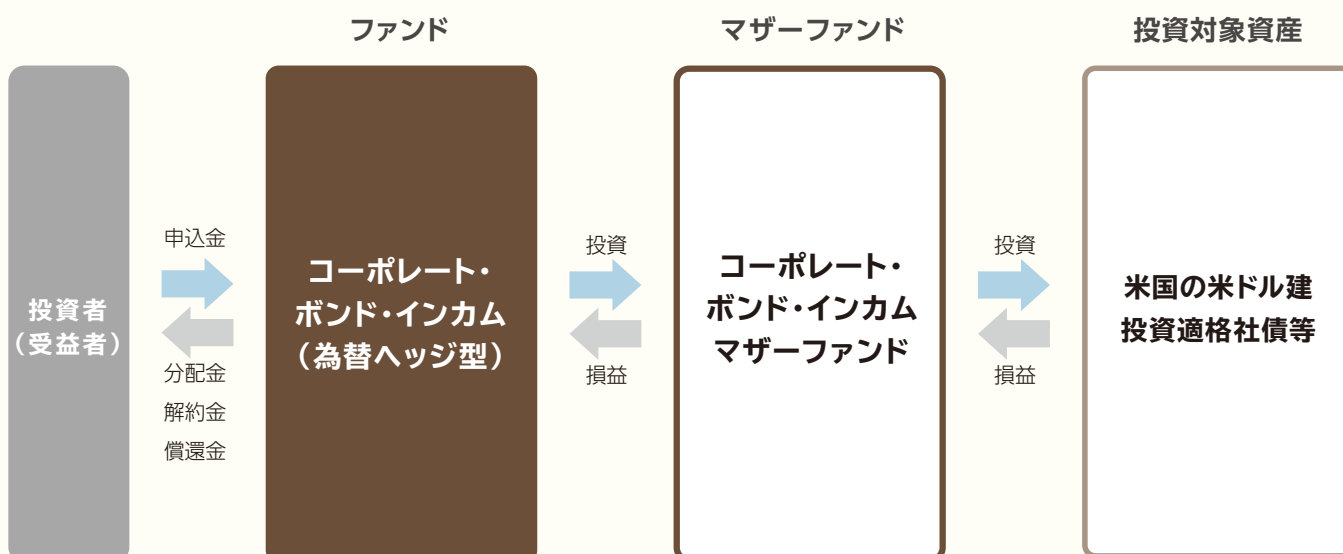 ファンド
マザーファンド
投資対象資産
投資者
（受益者）
申込金
分配金
解約金
償還金
コーポレート・
ボンド・インカム
（為替ヘッジ型）
投資
損益
コーポレート・
ボンド・インカム
マザーファンド
投資
損益
米国の米ドル建
投資適格社債等